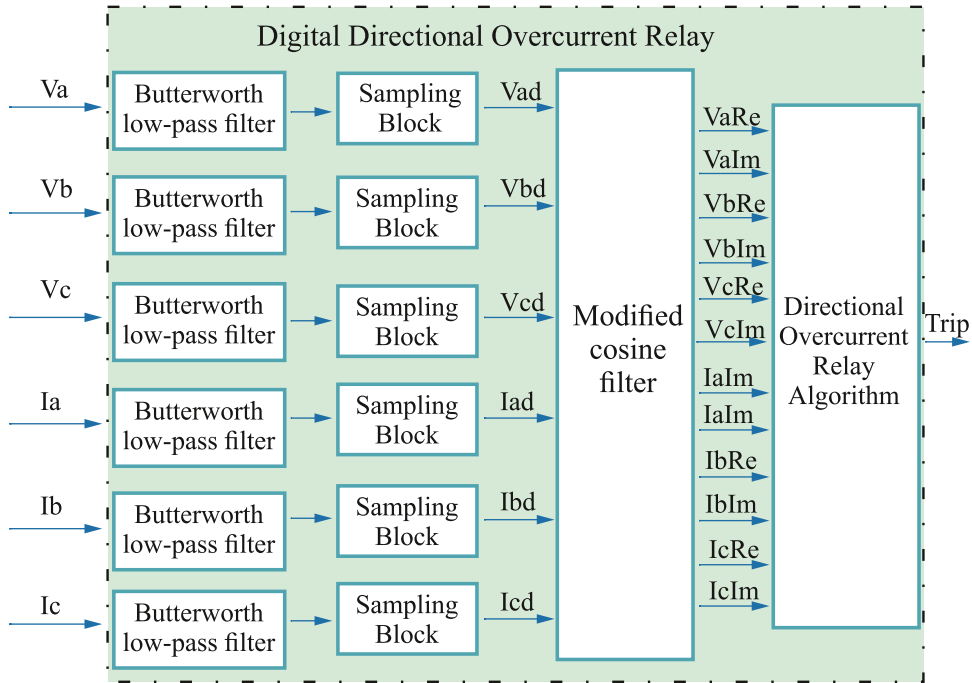 Digital Directional Overcurrent Relay
Va
Butterworth
low-pass filter
Sampling
Block
Vad
Vb
Butterworth
low-pass filter
Sampling
Block
Vbd
Vc
Butterworth
low-pass filter
Sampling
Block
Vcd
Ia
Butterworth
low-pass filter
Sampling
Block
Iad
Ib
Butterworth
low-pass filter
Sampling
Block
Ibd
Ic
Butterworth
low-pass filter
Sampling
Block
Icd
Modified
cosine
filter
VaRe
VaIm
VbRe
VbIm
VcRe
VcIm
IaIm
IaIm
IbRe
IbIm
IcRe
IcIm
Directional
Overcurrent
Relay
Algorithm
Trip